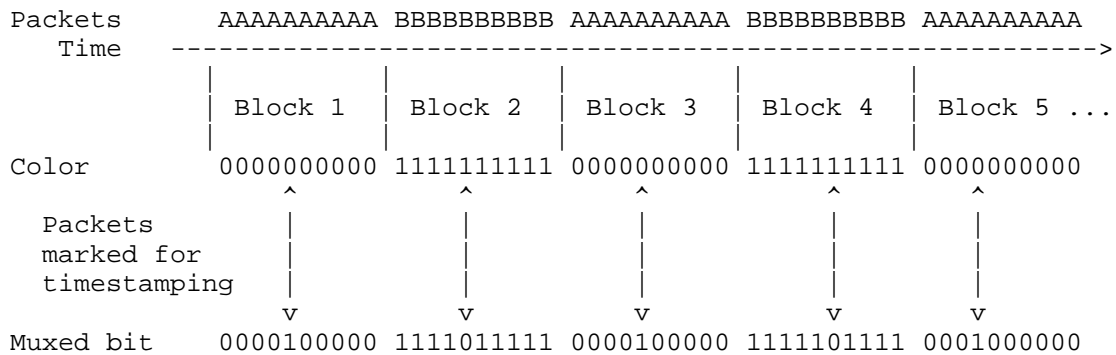 Packets AAAAAAAAAA BBBBBBBBBB AAAAAAAAAA BBBBBBBBBB AAAAAAAAAA
Time ---------------------------------------------------------->
| | | | |
| Block 1 | Block 2 | Block 3 | Block 4 | Block 5 ...
| | | | |
Color 0000000000 1111111111 0000000000 1111111111 0000000000
^ ^ ^ ^ ^
Packets | | | | |
marked for | | | | |
timestamping | | | | |
v v v v v
Muxed bit 0000100000 1111011111 0000100000 1111101111 0001000000